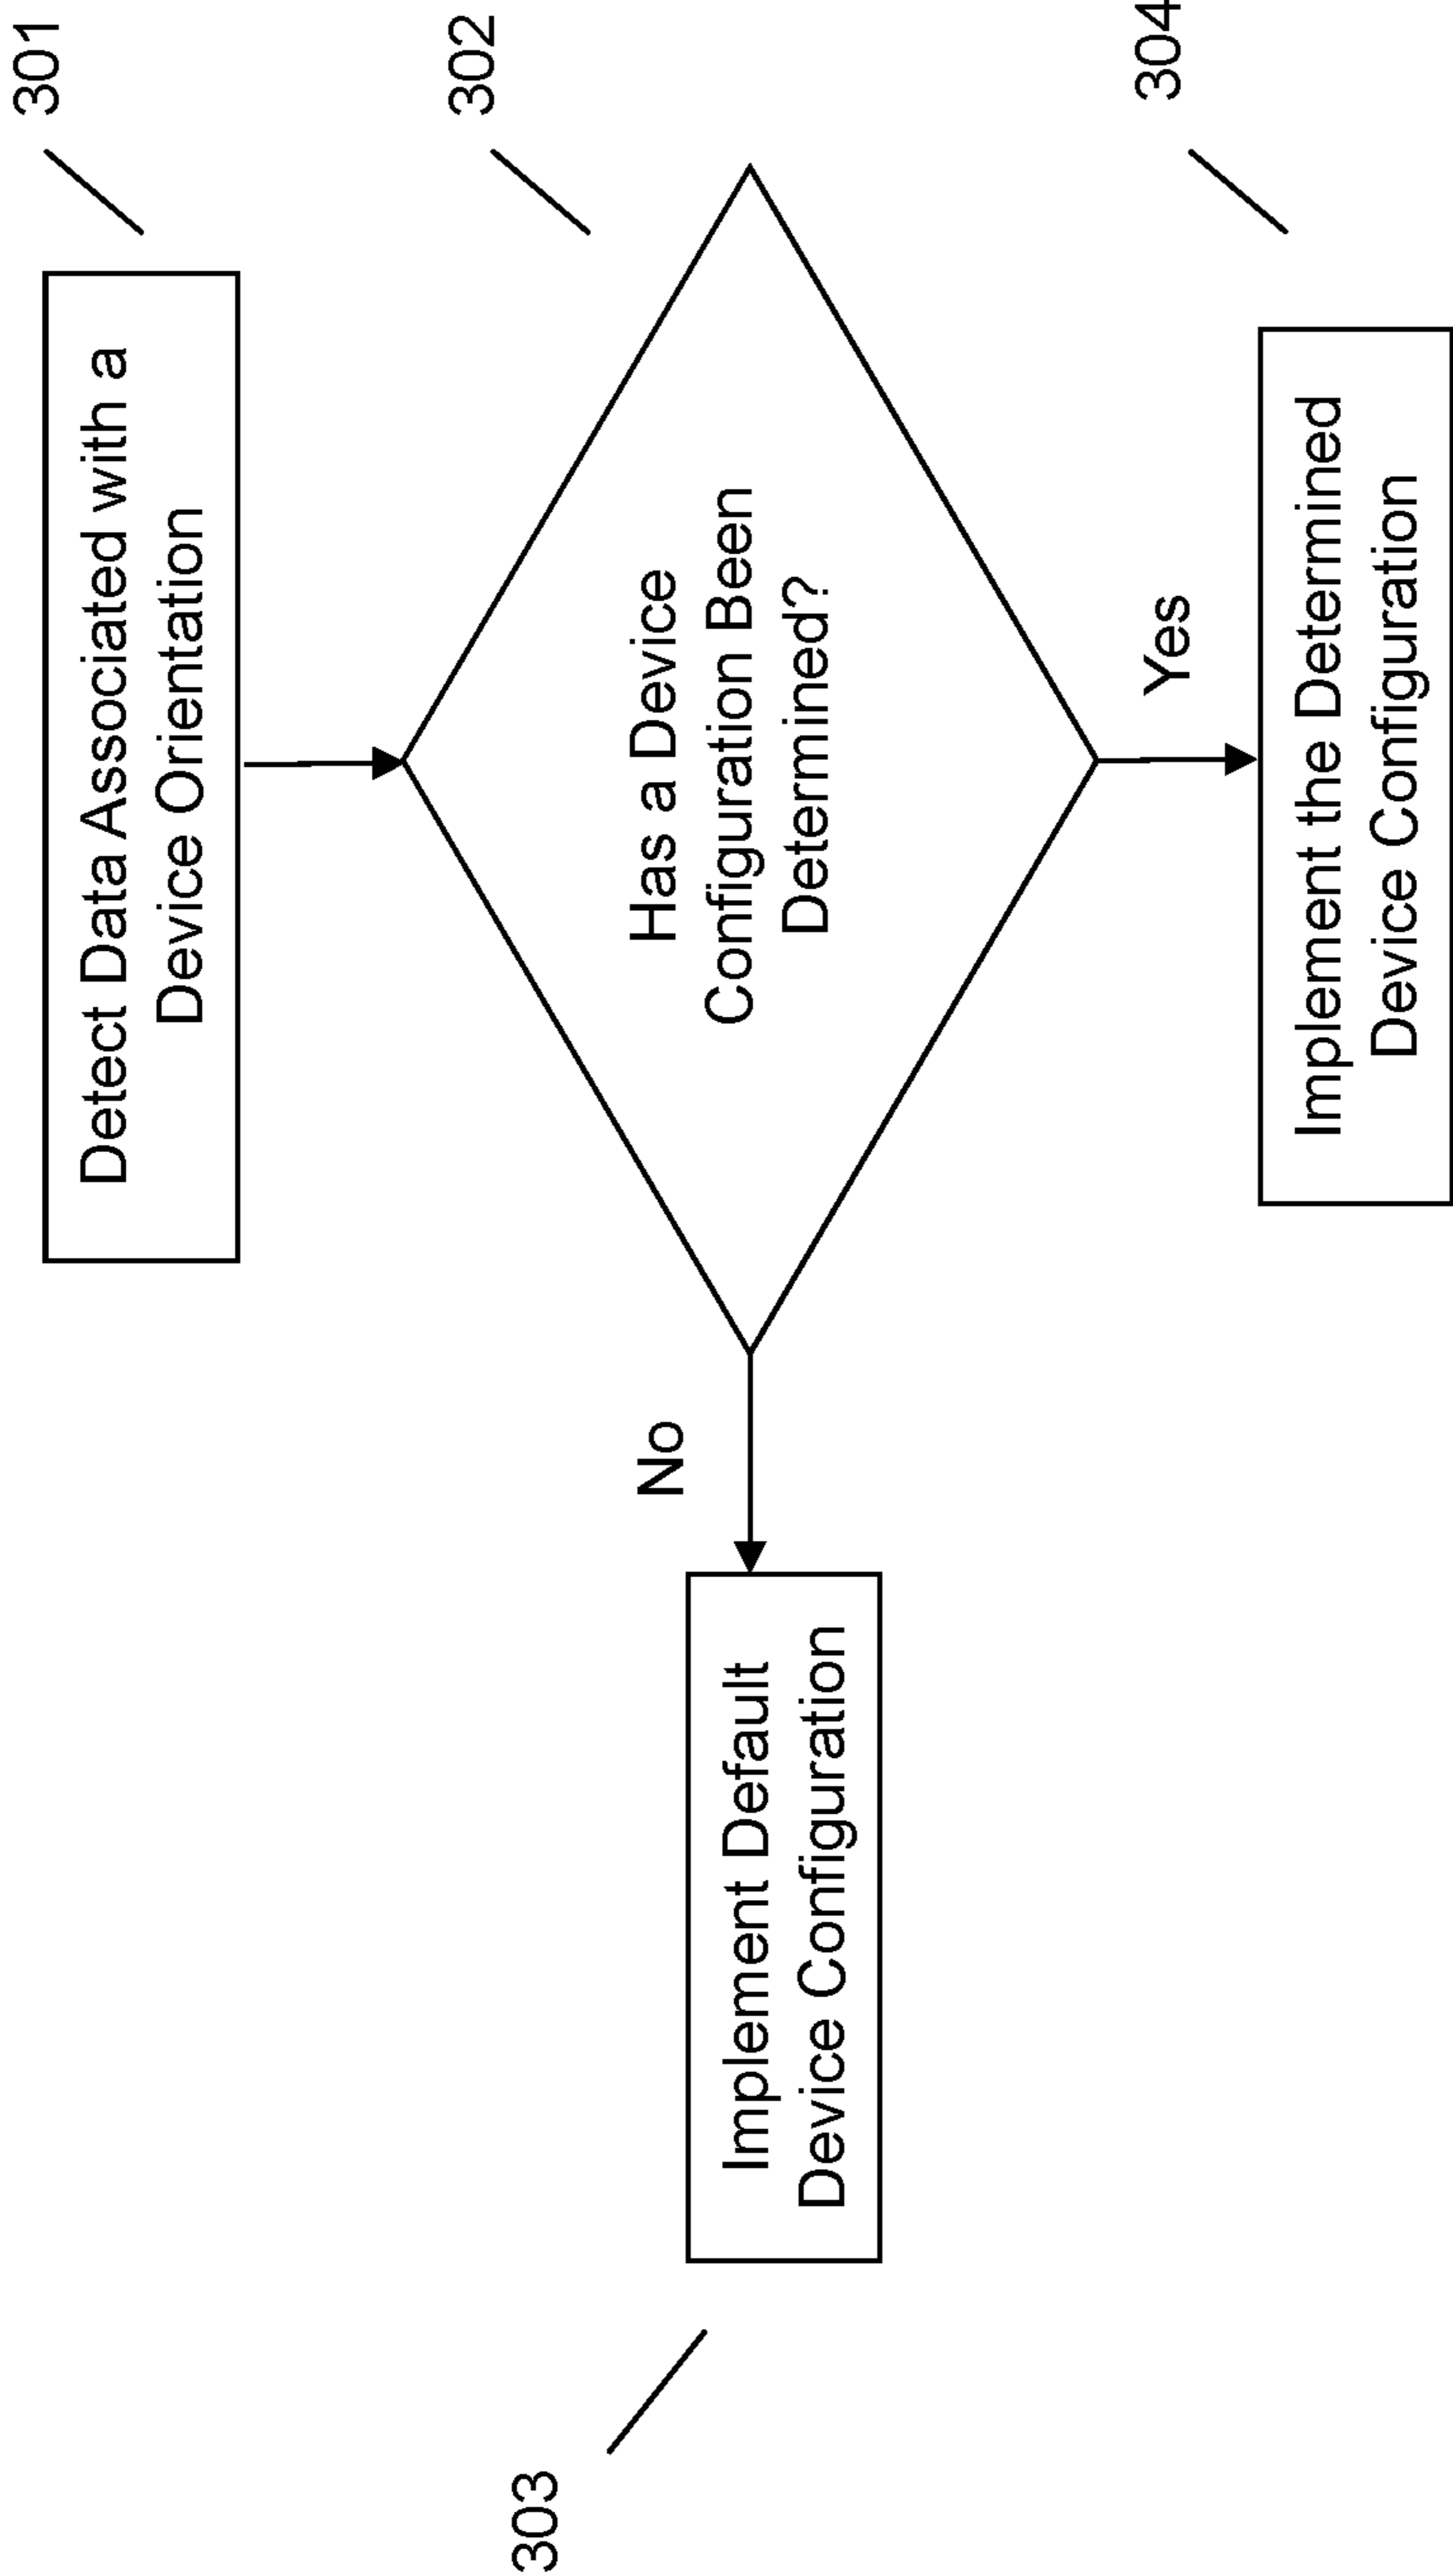 301
Detect Data Associated with a
Device Orientation
302
Has a Device
Configuration Been
Determined?
No
303
Implement Default
Device Configuration
Yes
304
Implement the Determined
Device Configuration